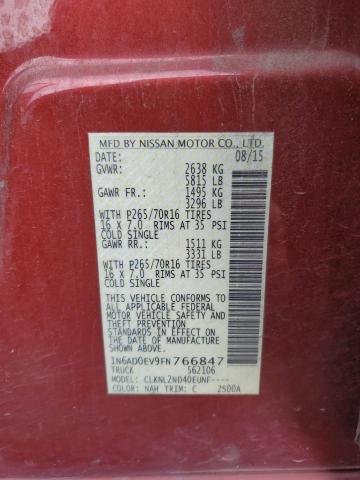 MFD BY NISSAN MOTOR CO., LTD.
DATE: 08/15
GVWR: 2638 KG
5815 LB
GAWR FR.: 1495 KG
3296 LB
WITH P265/70R16 TIRES
16 X 7.0 RIMS AT 35 PSI
COLD SINGLE
GAWR RR.: 1511 KG
3331 LB
WITH P265/70R16 TIRES
16 X 7.0 RIMS AT 35 PSI
COLD SINGLE
THIS VEHICLE CONFORMS TO
ALL APPLICABLE FEDERAL
MOTOR VEHICLE SAFETY
AND THEFT PREVENTION
STANDARDS IN EFFECT ON
THE DATE OF MANUFACTURE
SHOWN ABOVE
1N6AD0EV9FN766847
TRUCK 562106
MODEL: CLKNL2ND40EUNF----
COLOR: NAH TRIM: C 2S00A